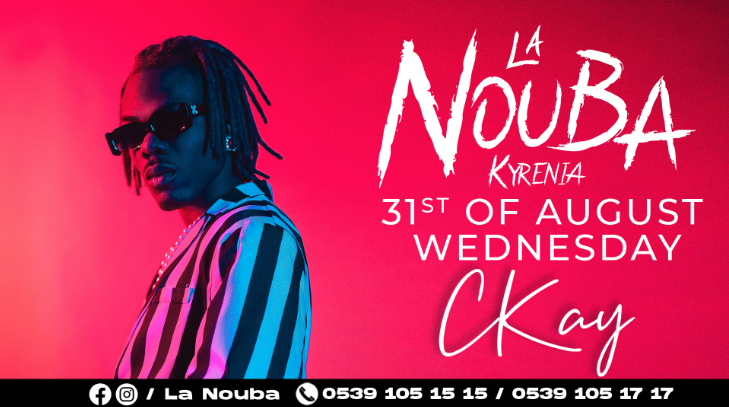 LA
NOUBA
KYRENIA
31ST OF AUGUST
WEDNESDAY
CKay
/ La Nouba 0539 105 15 15 / 0539 105 17 17